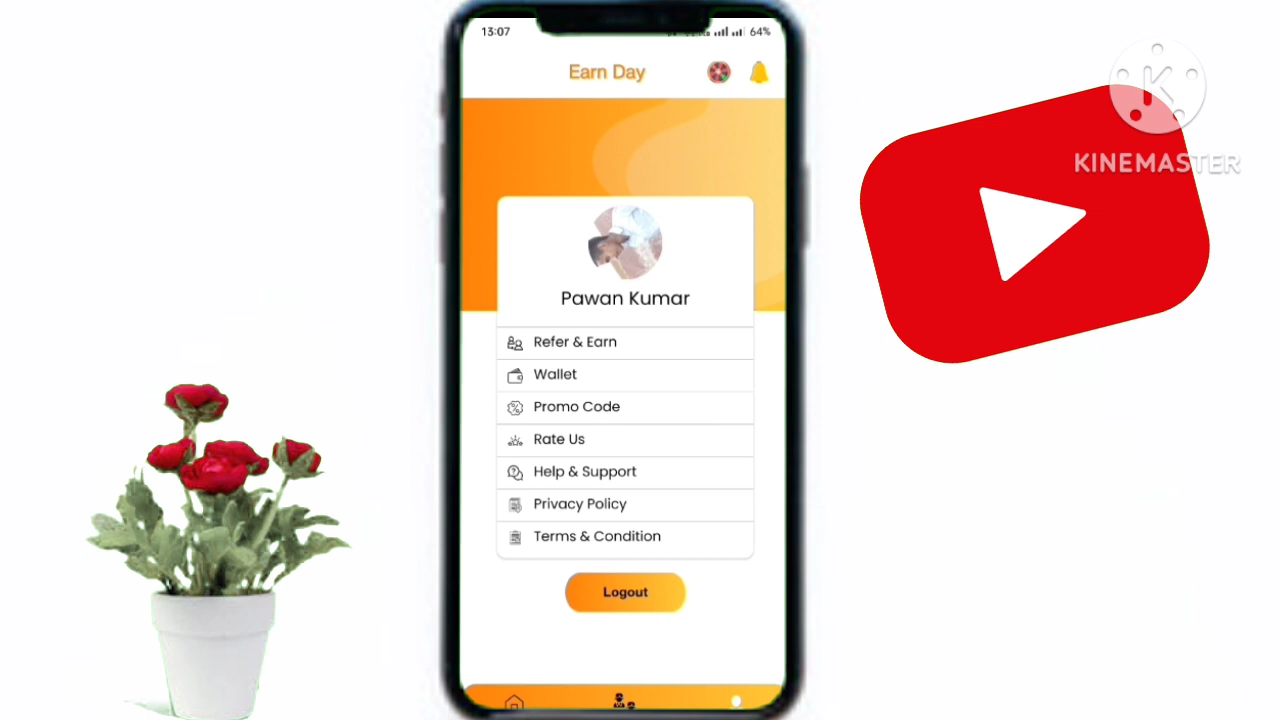 13:07
64%
Earn Day
K
KINEMASTER
Pawan Kumar
Refer & Earn
Wallet
Promo Code
Rate Us
Help & Support
Privacy Policy
Terms & Condition
Logout